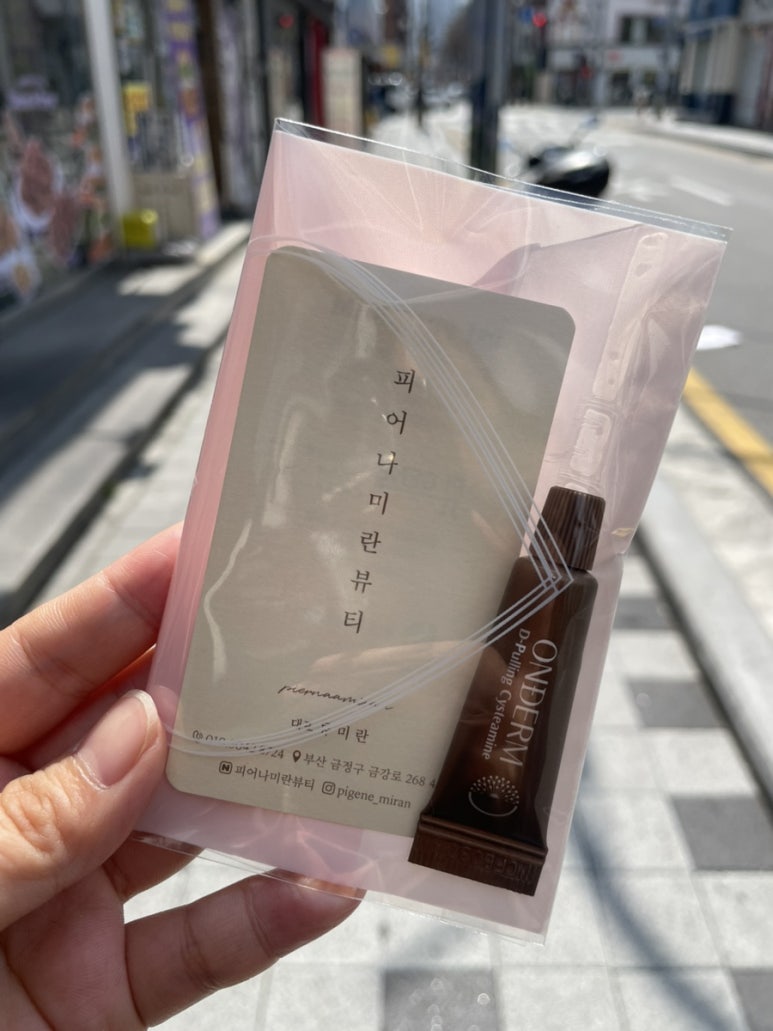 피어나미란뷰티
대표
미란
부산 금정구 금강로 268
N 피어나미란뷰티 pigene_miran
ONDERM
D-Pulling Cysteamine